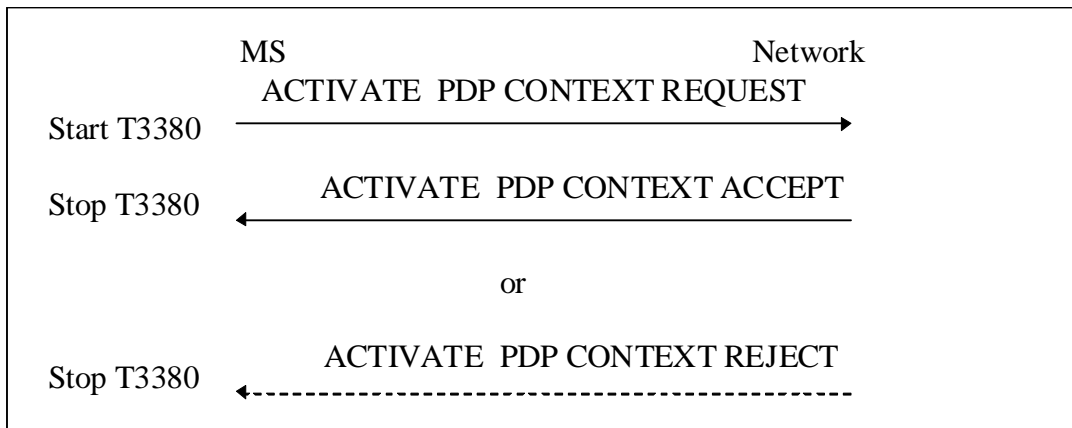 MS Network
ACTIVATE PDP CONTEXT REQUEST
Start T3380
ACTIVATE PDP CONTEXT ACCEPT
Stop T3380
or
ACTIVATE PDP CONTEXT REJECT
Stop T3380